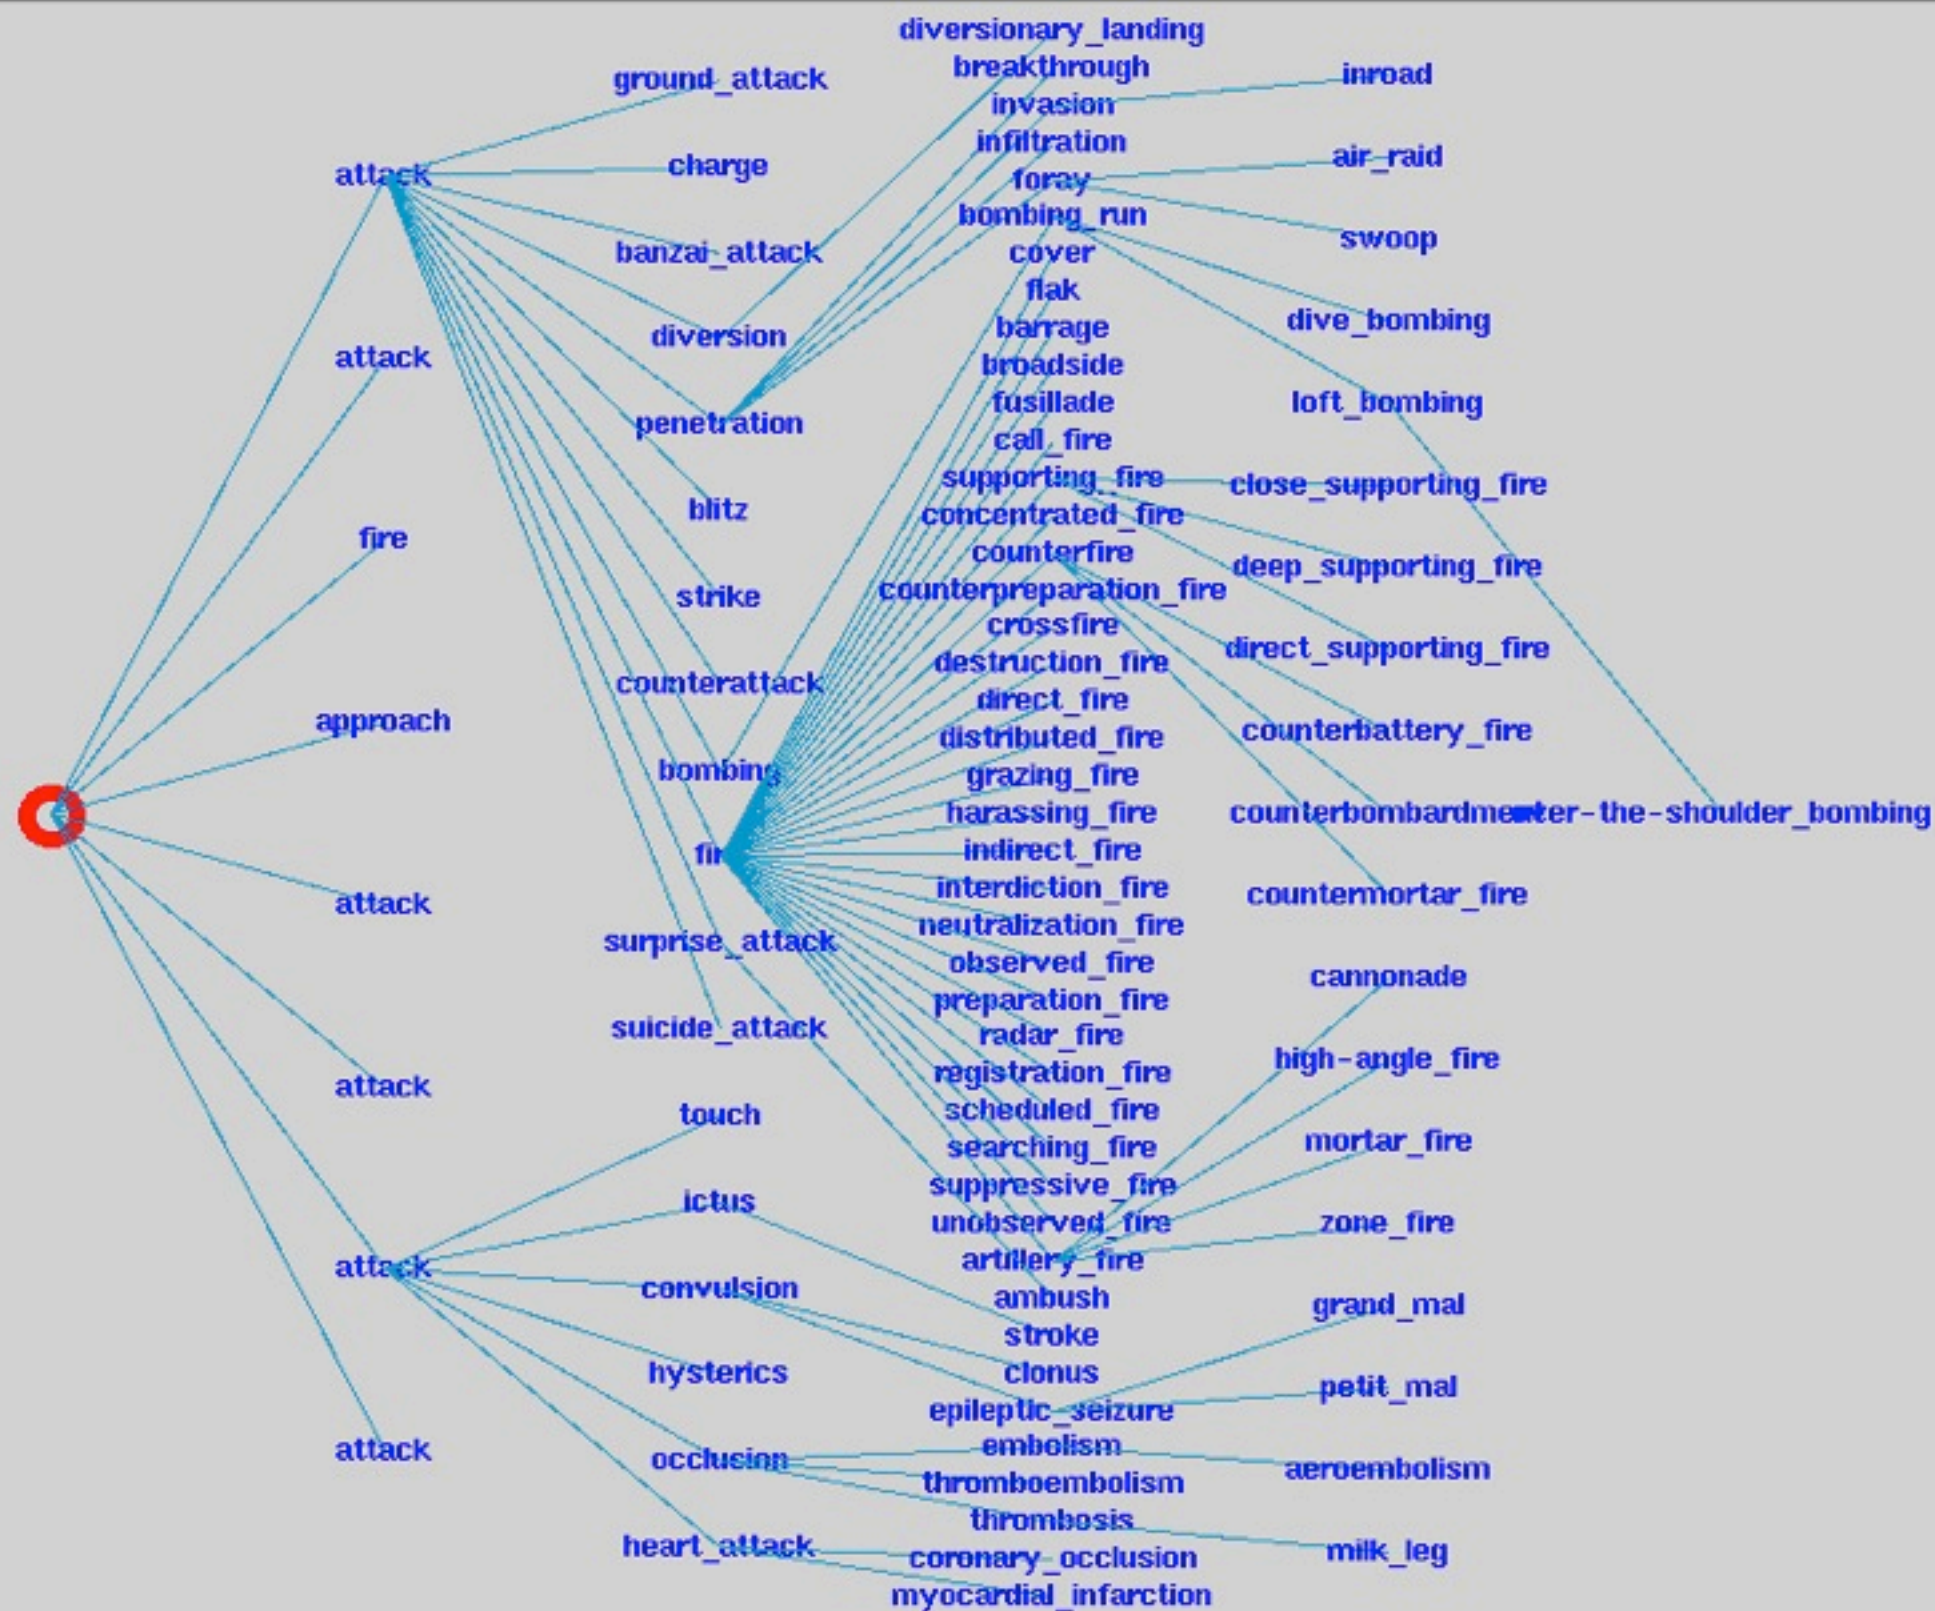 attack
attack
fire
approach
attack
attack
attack
attack
ground_attack
charge
banzai_attack
diversion
penetration
blitz
strike
counterattack
bombing
surprise_attack
suicide_attack
touch
ictus
convulsion
hysterics
occlusion
heart_attack
diversionary_landing
breakthrough
invasion
infiltration
foray
bombing_run
cover
flak
barrage
broadside
fusillade
call_fire
supporting_fire
concentrated_fire
counterfire
counterpreparation_fire
crossfire
destruction_fire
direct_fire
distributed_fire
grazing_fire
harassing_fire
indirect_fire
interdiction_fire
neutralization_fire
observed_fire
preparation_fire
radar_fire
registration_fire
scheduled_fire
searching_fire
suppressive_fire
unobserved_fire
artillery_fire
ambush
stroke
clonus
epileptic_seizure
embolism
thromboembolism
thrombosis
coronary_occlusion
myocardial_infarction
inroad
air_raid
swoop
dive_bombing
loft_bombing
close_supporting_fire
deep_supporting_fire
direct_supporting_fire
counterbattery_fire
countermortar_fire
cannonade
high-angle_fire
mortar_fire
zone_fire
grand_mal
petit_mal
aeroembolism
milk_leg